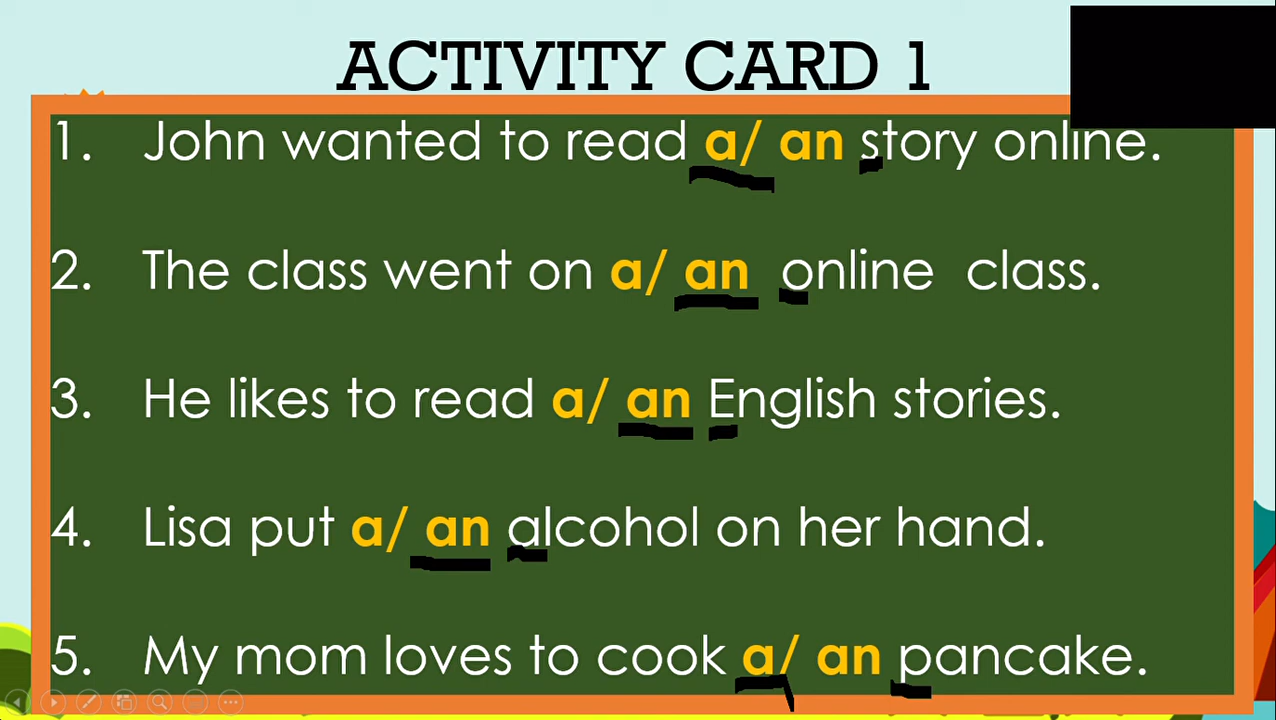 ACTIVITY CARD 1
1. John wanted to read a/ an story online.
2. The class went on a/ an online class.
3. He likes to read a/ an English stories.
4. Lisa put a/ an alcohol on her hand.
5. My mom loves to cook a/ an pancake.